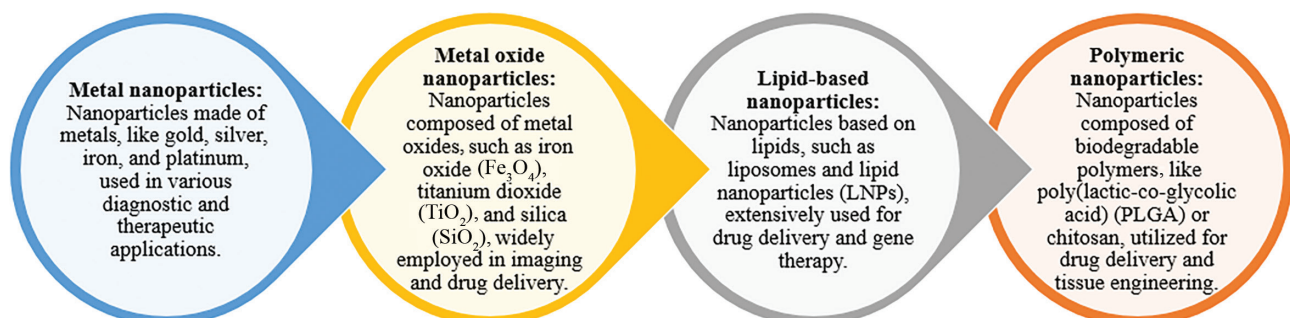 Metal nanoparticles:
Nanoparticles made of
metals, like gold, silver,
iron, and platinum,
used in various
diagnostic and
therapeutic
applications.
Metal oxide
nanoparticles:
Nanoparticles
composed of metal
oxides, such as iron
oxide (Fe₃O₄),
titanium dioxide
(TiO₂), and silica
(SiO₂), widely
employed in imaging
and drug delivery.
Lipid-based
nanoparticles:
Nanoparticles based on
lipids, such as
liposomes and lipid
nanoparticles (LNPs),
extensively used for
drug delivery and gene
therapy.
Polymeric
nanoparticles:
Nanoparticles
composed of
biodegradable
polymers, like
poly(lactic-co-glycolic
acid) (PLGA) or
chitosan, utilized for
drug delivery and
tissue engineering.